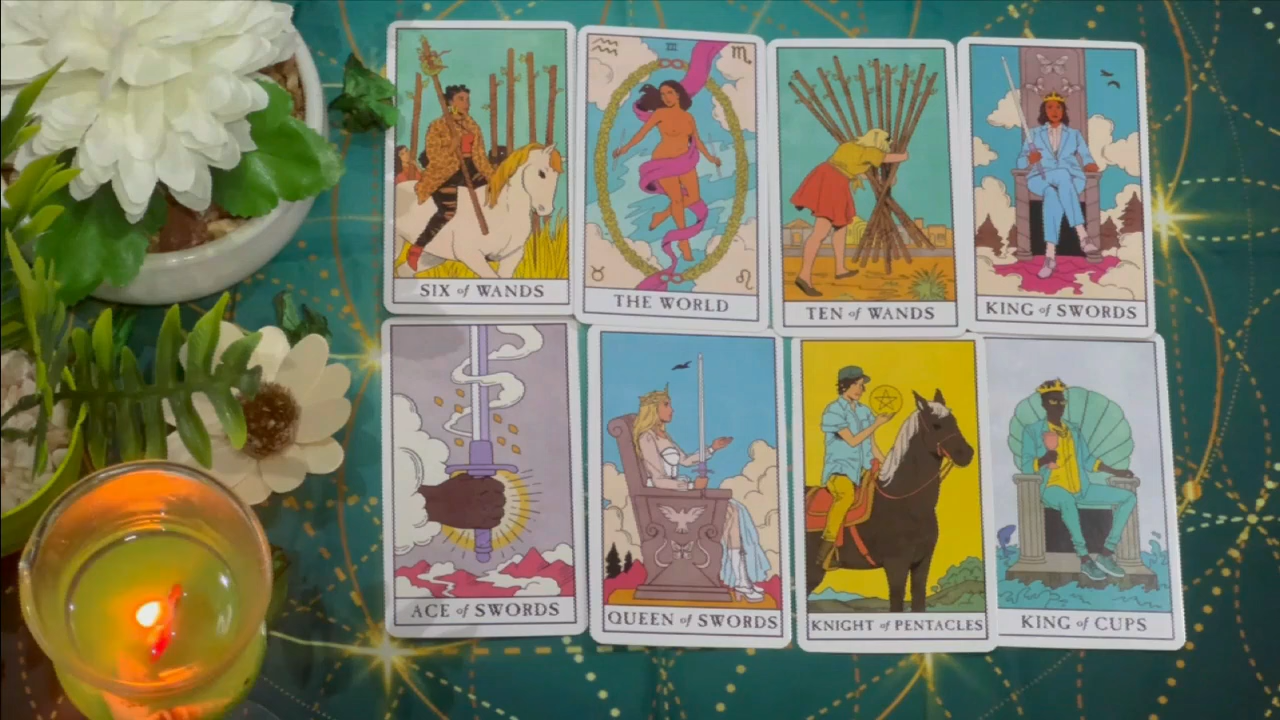 SIX of WANDS
XXI
THE WORLD
TEN of WANDS
KING of SWORDS
ACE of SWORDS
QUEEN of SWORDS
KNIGHT of PENTACLES
KING of CUPS